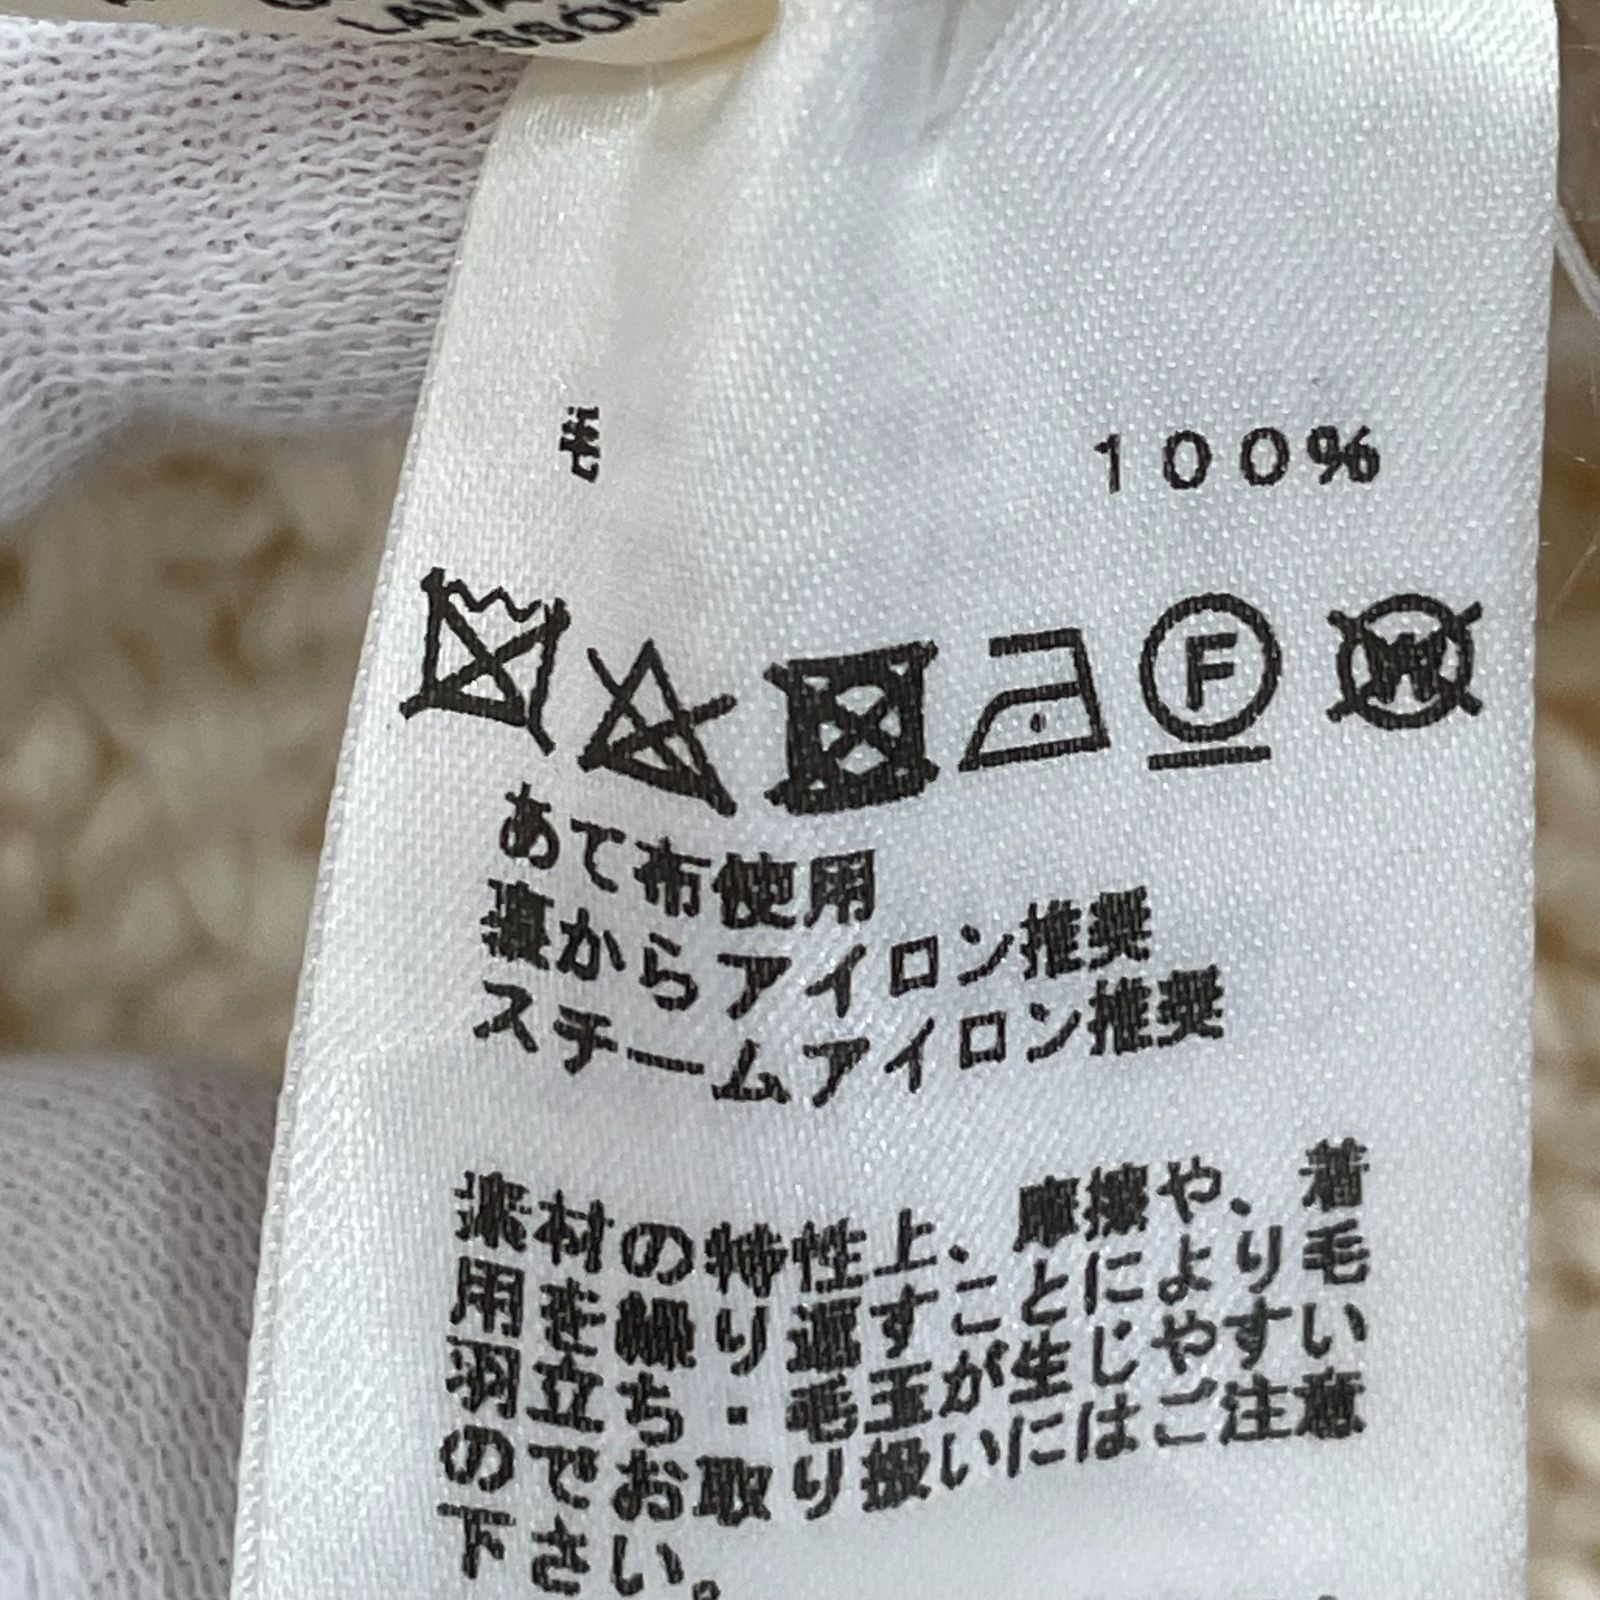 LAVA
ESSOR
毛 100%
F
W
あて布使用
裏からアイロン推奨
スチームアイロン推奨
素材の特性上、摩擦や、着
用を繰り返すことにより毛
羽立ち・毛玉が生じやすい
のでお取り扱いにはご注意
下さい。